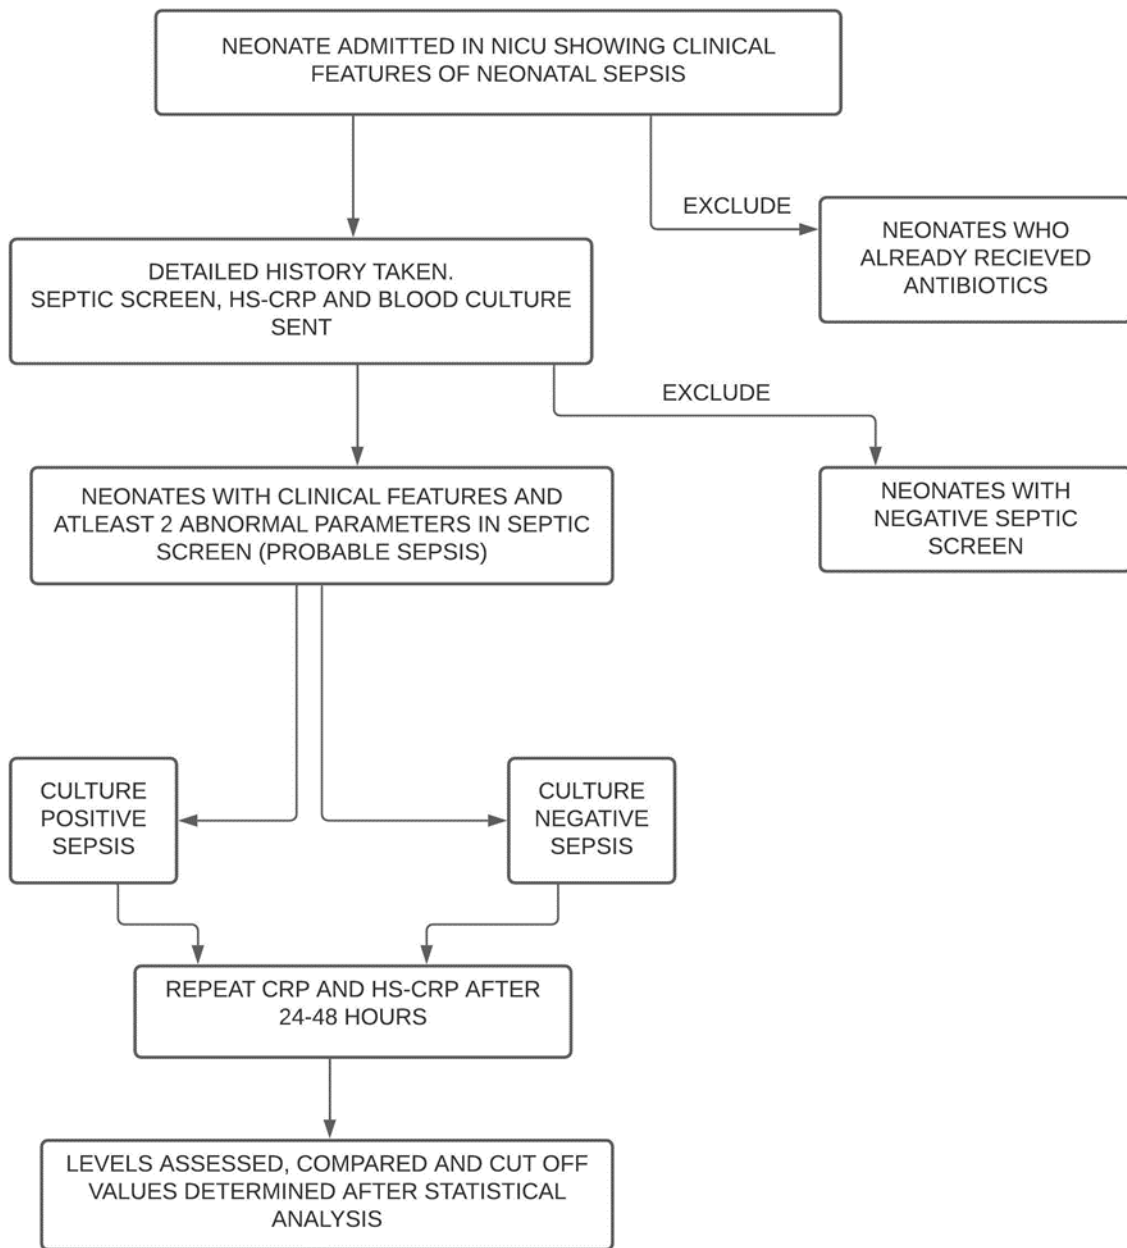 NEONATE ADMITTED IN NICU SHOWING CLINICAL
FEATURES OF NEONATAL SEPSIS
EXCLUDE
NEONATES WHO
ALREADY RECIEVED
ANTIBIOTICS
DETAILED HISTORY TAKEN.
SEPTIC SCREEN, HS-CRP AND BLOOD CULTURE
SENT
EXCLUDE
NEONATES WITH
NEGATIVE SEPTIC
SCREEN
NEONATES WITH CLINICAL FEATURES AND
ATLEAST 2 ABNORMAL PARAMETERS IN SEPTIC
SCREEN (PROBABLE SEPSIS)
CULTURE
POSITIVE
SEPSIS
CULTURE
NEGATIVE
SEPSIS
REPEAT CRP AND HS-CRP AFTER
24-48 HOURS
LEVELS ASSESSED, COMPARED AND CUT OFF
VALUES DETERMINED AFTER STATISTICAL
ANALYSIS